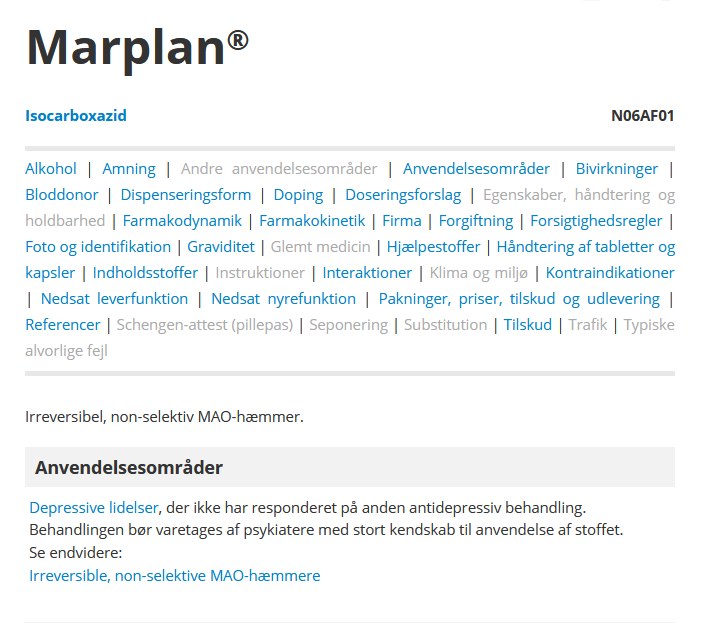 Marplan®
Isocarboxazid N06AF01
Alkohol | Amning | Andre anvendelsesområder | Anvendelsesområder | Bivirkninger |
Bloddonor | Dispenseringsform | Doping | Doseringsforslag | Egenskaber, håndtering og
holdbarhed | Farmakodynamik | Farmakokinetik | Firma | Forgiftning | Forsigtighedsregler |
Foto og identifikation | Graviditet | Glemt medicin | Hjælpestoffer | Håndtering af tabletter og
kapsler | Indholdsstoffer | Instruktioner | Interaktioner | Klima og miljø | Kontraindikationer
| Nedsat leverfunktion | Nedsat nyrefunktion | Pakninger, priser, tilskud og udlevering |
Referencer | Schengen-attest (pillepas) | Seponering | Substitution | Tilskud | Trafik | Typiske
alvorlige fejl
Irreversibel, non-selektiv MAO-hæmmer.
Anvendelsesområder
Depressive lidelser, der ikke har responderet på anden antidepressiv behandling.
Behandlingen bør varetages af psykiatere med stort kendskab til anvendelse af stoffet.
Se endvidere:
Irreversible, non-selektive MAO-hæmmere